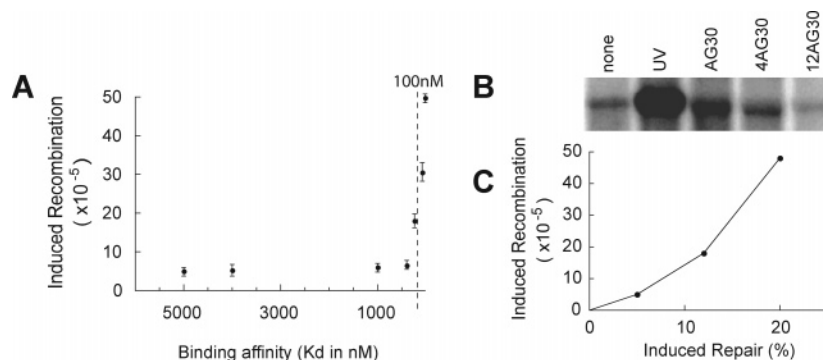 A
Induced Recombination
( x10 -5 )
60
50
40
30
20
10
0
100nM
5000
3000
1000
Binding affinity (Kd in nM)
B
none
UV
AG30
4AG30
12AG30
C
Induced Recombination
( x10 -5 )
50
40
30
20
10
0
0
10
20
Induced Repair (%)